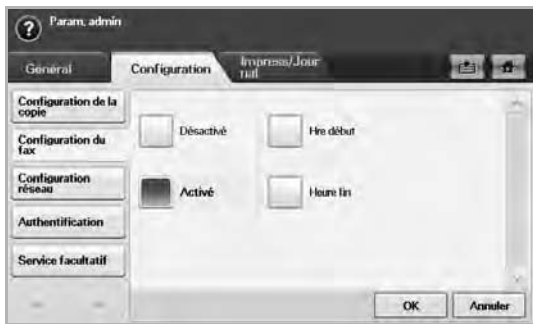 Param. admin
Général
Configuration
Impress/Jour
nal
Configuration de la
copie
Configuration du
fax
Configuration
réseau
Authentification
Service facultatif
Désactivé
Hre début
Activé
Heure fin
OK
Annuler